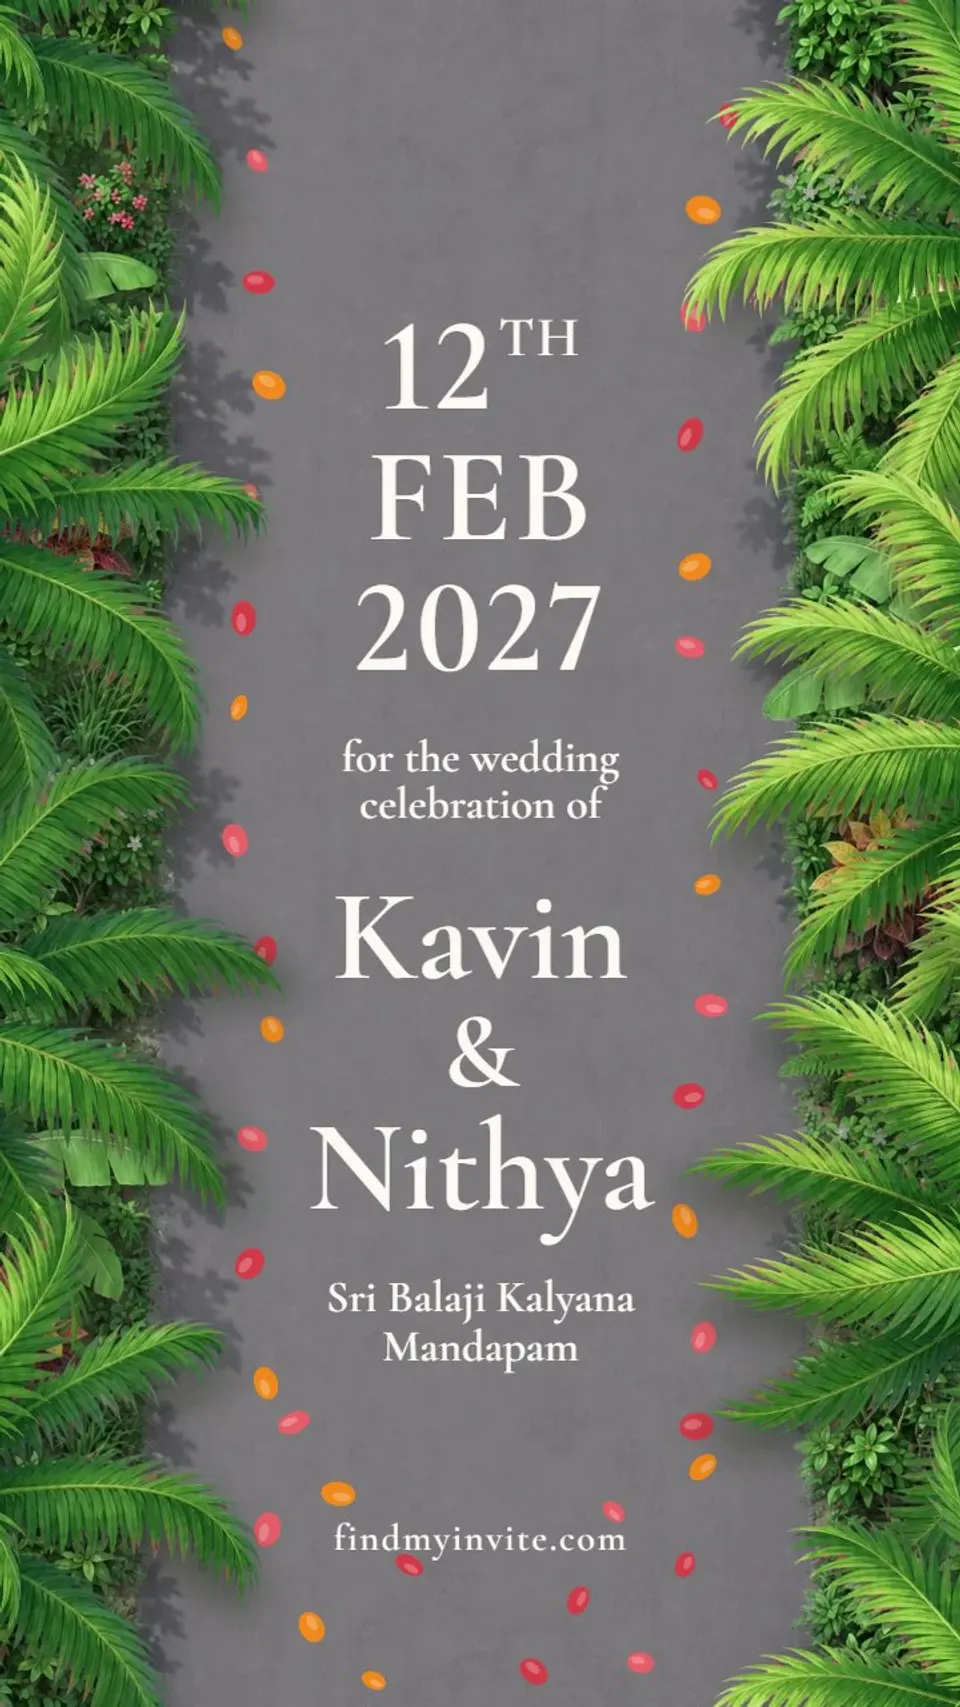 12TH
FEB
2027
for the wedding
celebration of
Kavin
&
Nithya
Sri Balaji Kalyana
Mandapam
findmyinvite.com